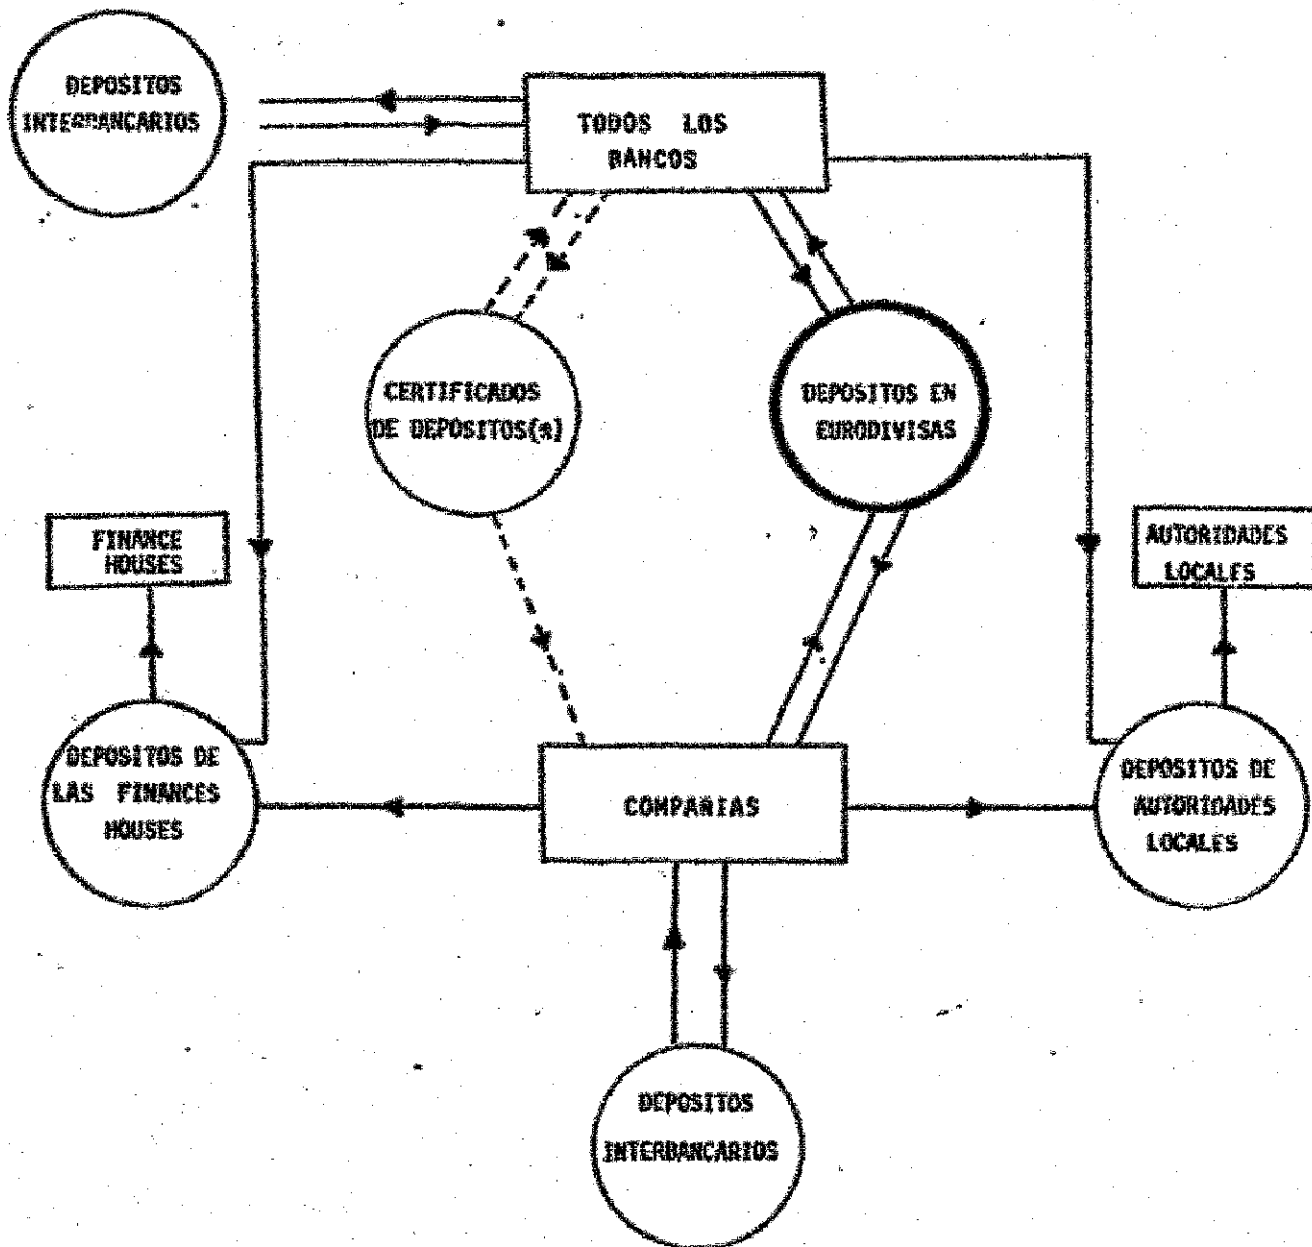 DEPOSITOS
INTERBANCARIOS
TODOS LOS
BANCOS
CERTIFICADOS
DE DEPOSITOS(*)
DEPOSITOS EN
EURODIVISAS
FINANCE
HOUSES
AUTORIDADES
LOCALES
DEPOSITOS DE
LAS FINANCES
HOUSES
COMPAÑIAS
DEPOSITOS DE
AUTORIDADES
LOCALES
DEPOSITOS
INTERBANCARIOS